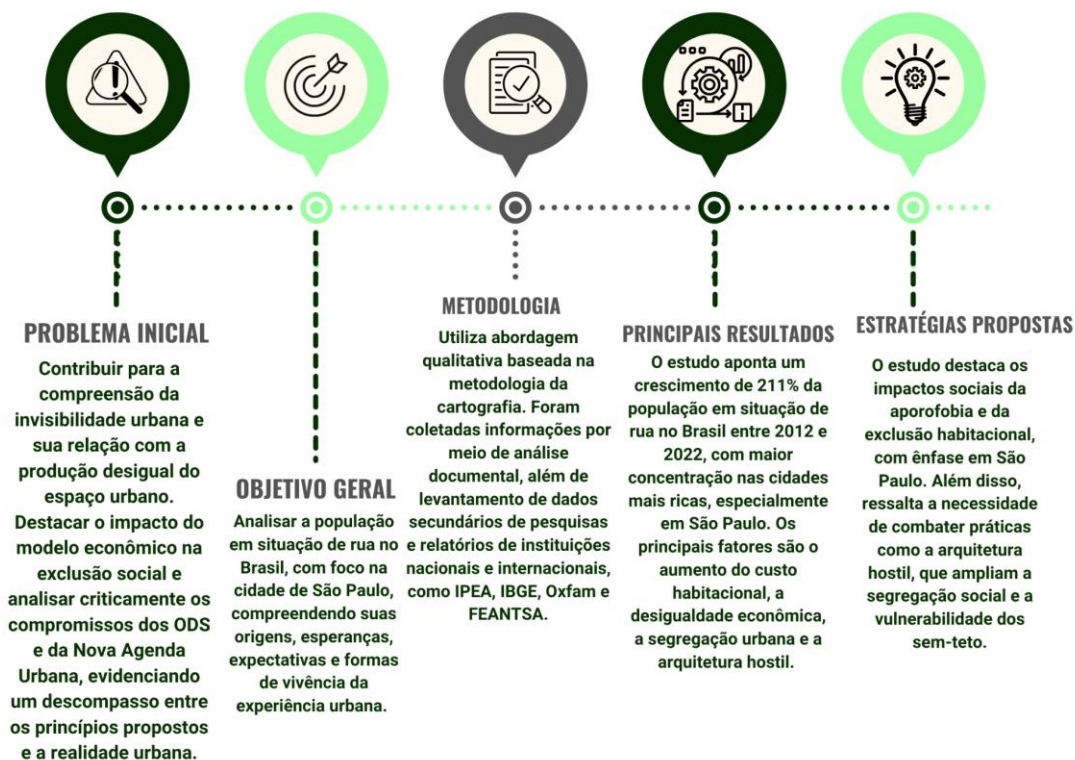 PROBLEMA INICIAL
Contribuir para a
compreensão da
invisibilidade urbana e
sua relação com a
produção desigual do
espaço urbano.
Destacar o impacto do
modelo econômico na
exclusão social e
analisar criticamente os
compromissos dos ODS
e da Nova Agenda
Urbana, evidenciando
um descompasso entre
os princípios propostos
e a realidade urbana.
OBJETIVO GERAL
Analisar a população
em situação de rua no
Brasil, com foco na
cidade de São Paulo,
compreendendo suas
origens, esperanças,
expectativas e formas
de vivência da
experiência urbana.
METODOLOGIA
Utiliza abordagem
qualitativa baseada na
metodologia da
cartografia. Foram
coletadas informações por
meio de análise
documental, além de
levantamento de dados
secundários de pesquisas
e relatórios de instituições
nacionais e internacionais,
como IPEA, IBGE, Oxfam e
FEANTSA.
PRINCIPAIS RESULTADOS
O estudo aponta um
crescimento de 211% da
população em situação de
rua no Brasil entre 2012 e
2022, com maior
concentração nas cidades
mais ricas, especialmente
em São Paulo. Os
principais fatores são o
aumento do custo
habitacional, a
desigualdade econômica,
a segregação urbana e a
arquitetura hostil.
ESTRATÉGIAS PROPOSTAS
O estudo destaca os
impactos sociais da
aporofobia e da
exclusão habitacional,
com ênfase em São
Paulo. Além disso,
ressalta a necessidade
de combater práticas
como a arquitetura
hostil, que ampliam a
segregação social e a
vulnerabilidade dos
sem-teto.